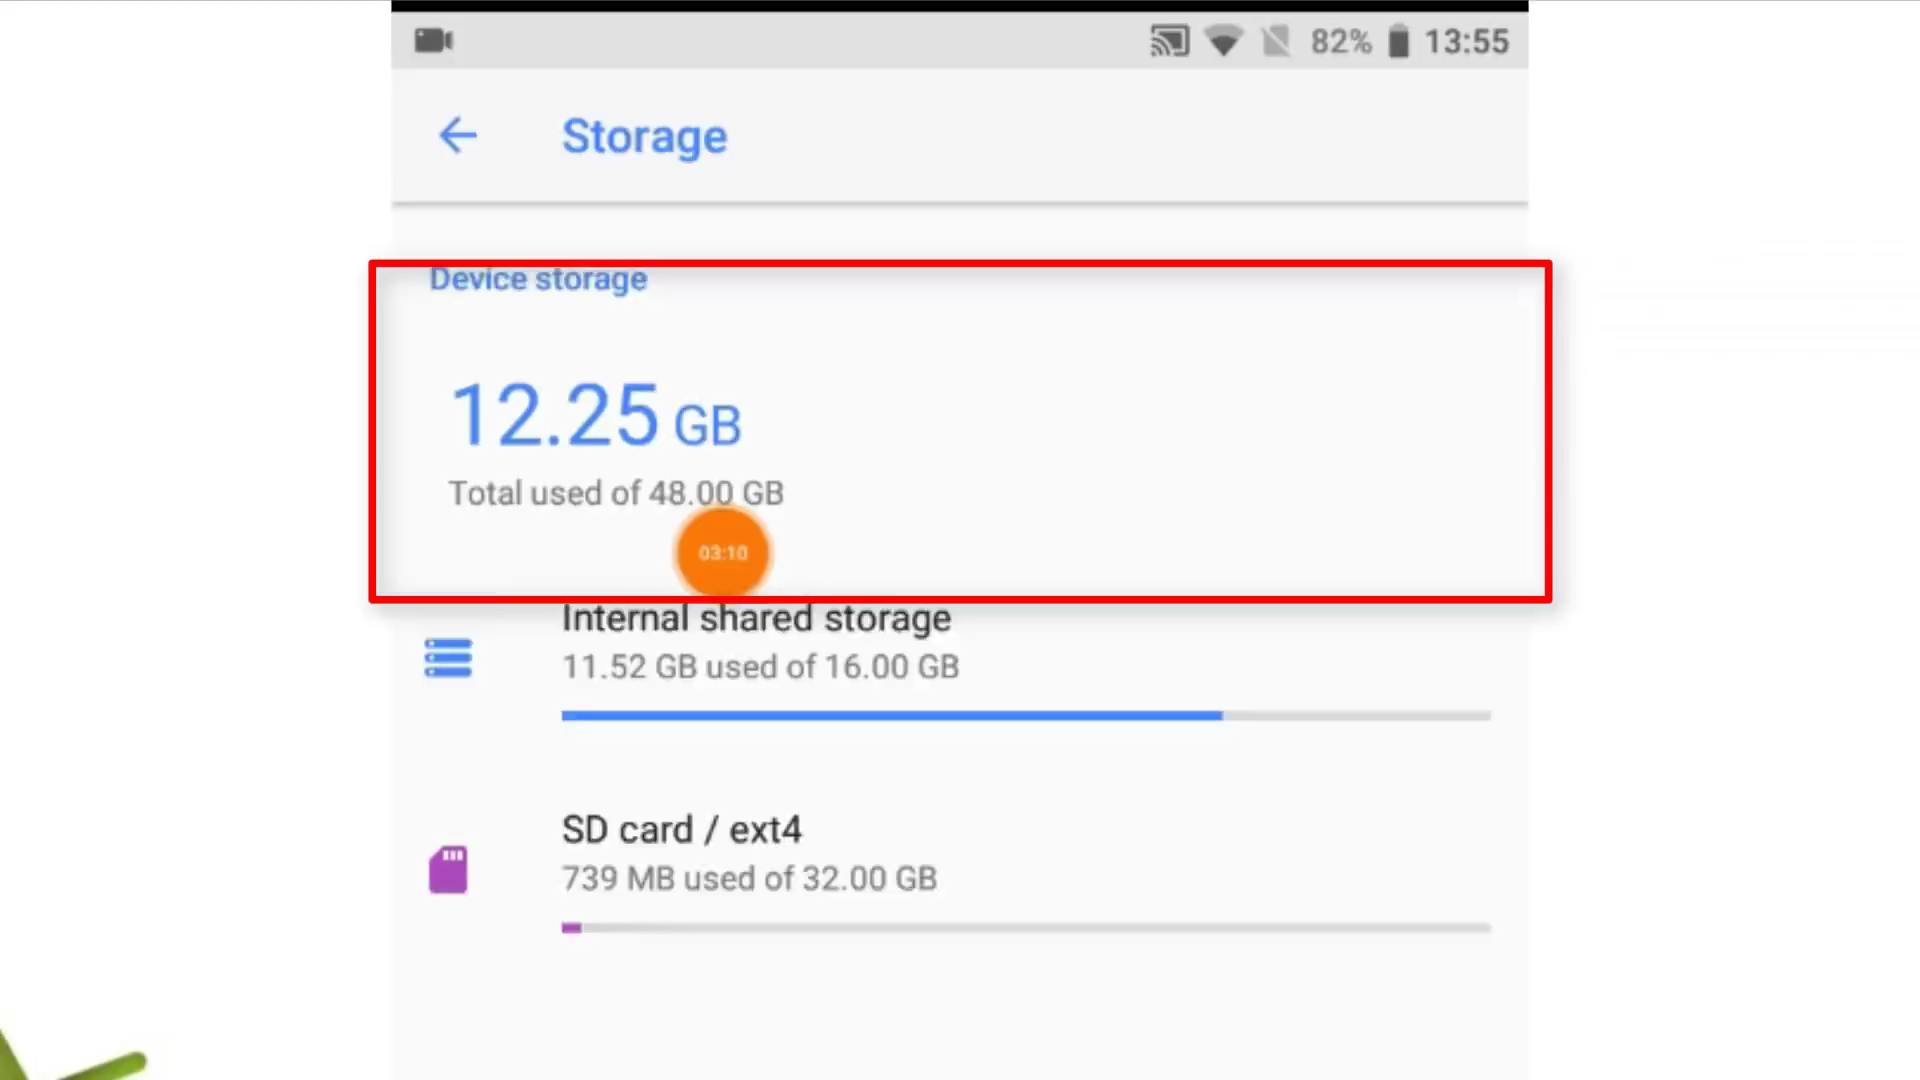 82% 13:55
Storage
Device storage
12.25 GB
Total used of 48.00 GB
03:10
Internal shared storage
11.52 GB used of 16.00 GB
SD card / ext4
739 MB used of 32.00 GB